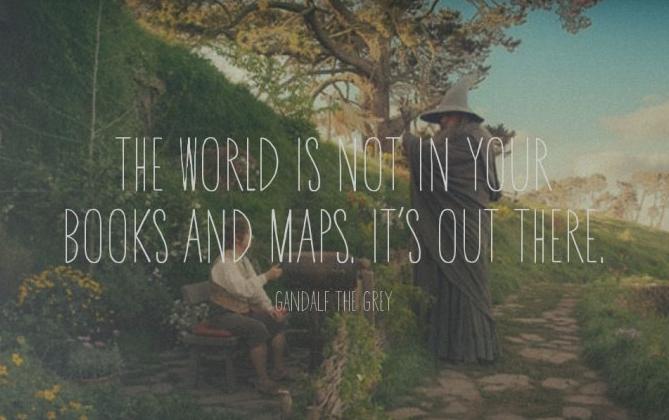 THE WORLD IS NOT IN YOUR
BOOKS AND MAPS. IT'S OUT THERE.
GANDALF THE GREY